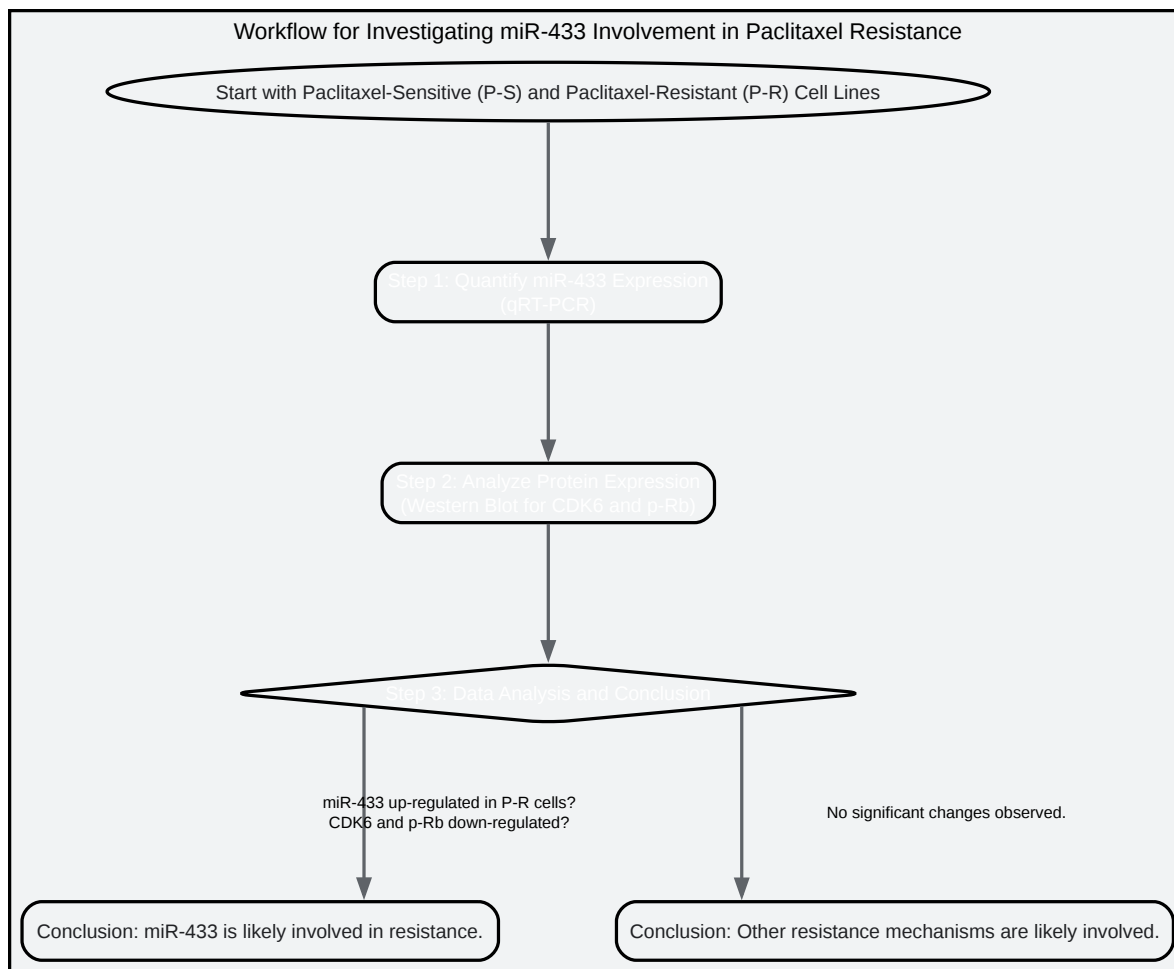 Workflow for Investigating miR-433 Involvement in Paclitaxel Resistance
Start with Paclitaxel-Sensitive (P-S) and Paclitaxel-Resistant (P-R) Cell Lines
Step 1: Quantify miR-433 Expression
(qRT-PCR)
Step 2: Analyze Protein Expression
(Western Blot for CDK6 and p-Rb)
Step 3: Data Analysis and Conclusion
miR-433 up-regulated in P-R cells?
CDK6 and p-Rb down-regulated?
No significant changes observed.
Conclusion: miR-433 is likely involved in resistance.
Conclusion: Other resistance mechanisms are likely involved.